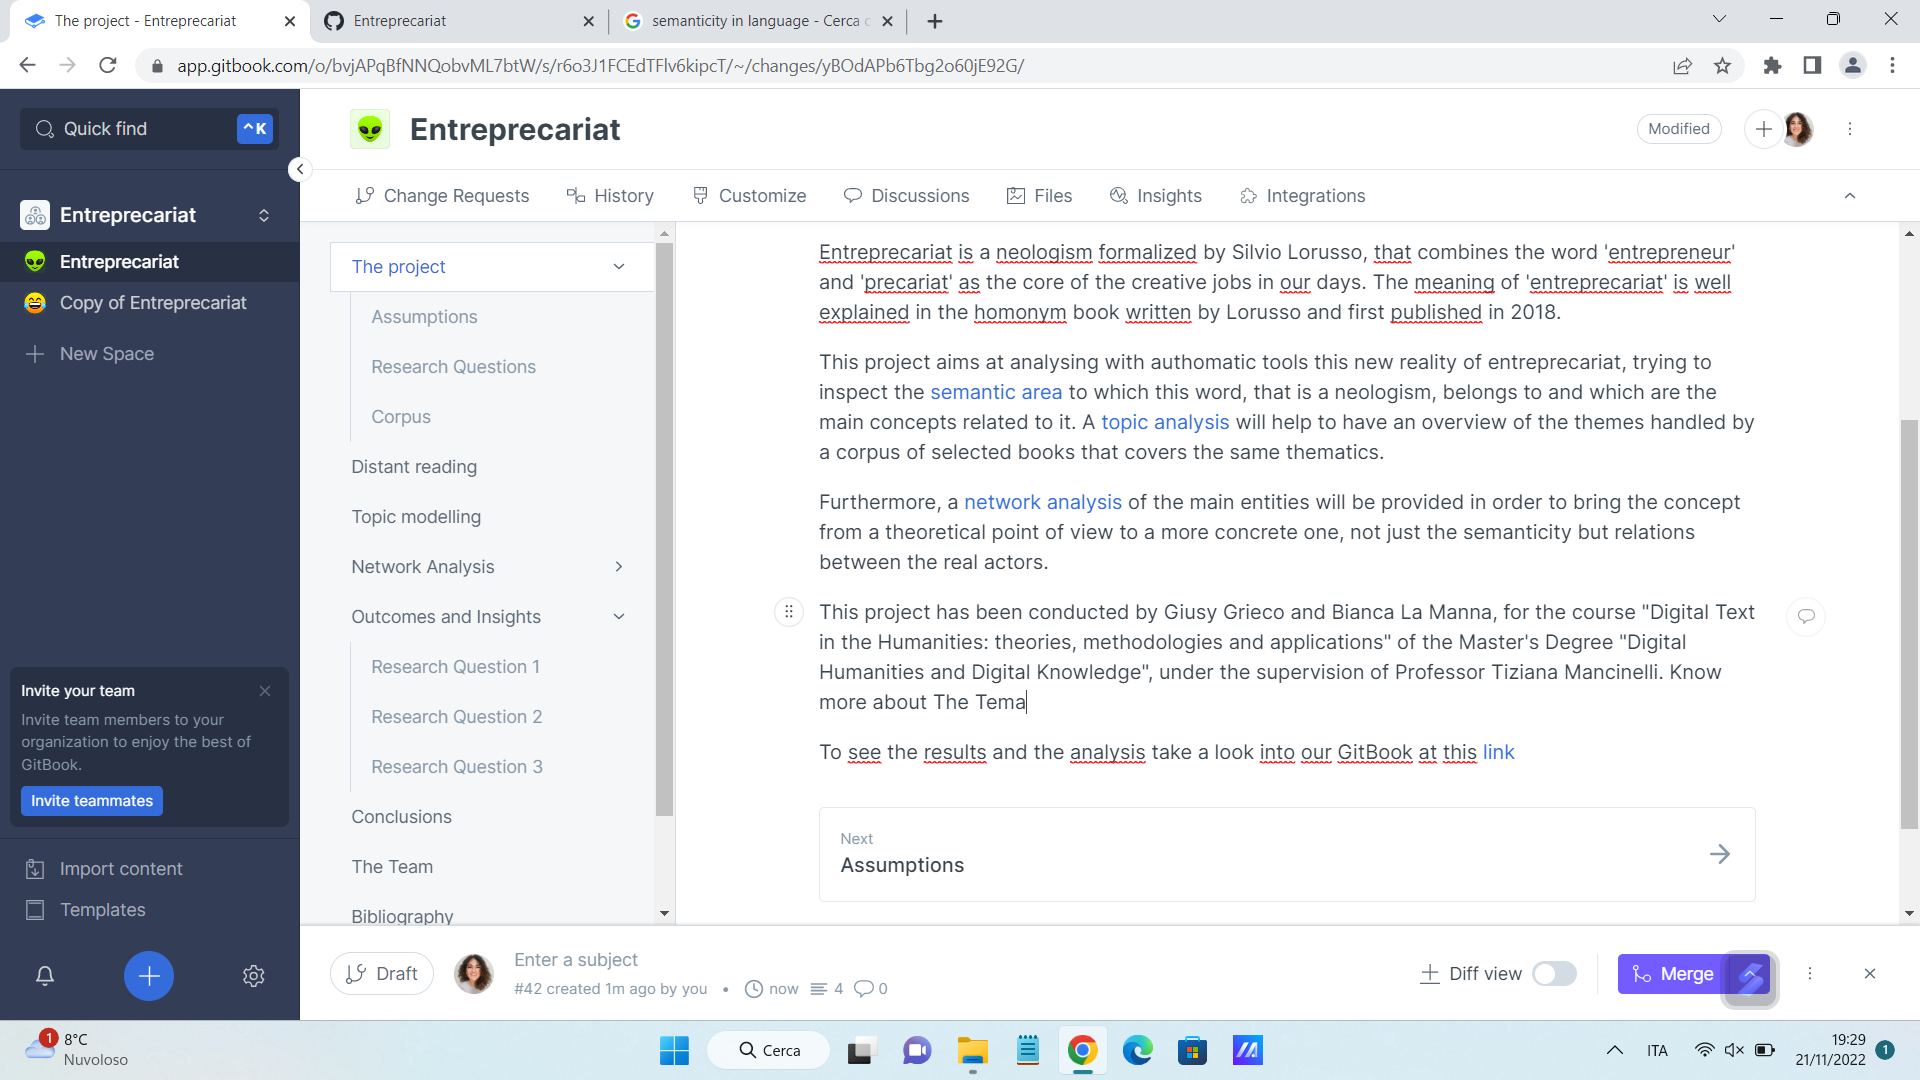 The project - Entreprecariat
Entreprecariat
semanticity in language - Cerca c
app.gitbook.com/o/bvjAPqBfNNQobvML7btW/s/r6o3J1FCEdTFlv6kipcT/~/changes/yBOdAPb6Tbg2o60jE92G/
Quick find
^K
Entreprecariat
Entreprecariat
Copy of Entreprecariat
New Space
Invite your team
Invite team members to your
organization to enjoy the best of
GitBook.
Invite teammates
Import content
Templates
Entreprecariat
Modified
Change Requests
History
Customize
Discussions
Files
Insights
Integrations
The project
Assumptions
Research Questions
Corpus
Distant reading
Topic modelling
Network Analysis
Outcomes and Insights
Research Question 1
Research Question 2
Research Question 3
Conclusions
The Team
Bibliography
Entreprecariat is a neologism formalized by Silvio Lorusso, that combines the word 'entrepreneur'
and 'precariat' as the core of the creative jobs in our days. The meaning of 'entreprecariat' is well
explained in the homonym book written by Lorusso and first published in 2018.
This project aims at analysing with authomatic tools this new reality of entreprecariat, trying to
inspect the semantic area to which this word, that is a neologism, belongs to and which are the
main concepts related to it. A topic analysis will help to have an overview of the themes handled by
a corpus of selected books that covers the same thematics.
Furthermore, a network analysis of the main entities will be provided in order to bring the concept
from a theoretical point of view to a more concrete one, not just the semanticity but relations
between the real actors.
This project has been conducted by Giusy Grieco and Bianca La Manna, for the course "Digital Text
in the Humanities: theories, methodologies and applications" of the Master's Degree "Digital
Humanities and Digital Knowledge", under the supervision of Professor Tiziana Mancinelli. Know
more about The Tema
To see the results and the analysis take a look into our GitBook at this link
Next
Assumptions
Draft
Enter a subject
#42 created 1m ago by you • now 4 0
Diff view
Merge
1
8°C
Nuvoloso
Cerca
ITA
19:29
21/11/2022
1